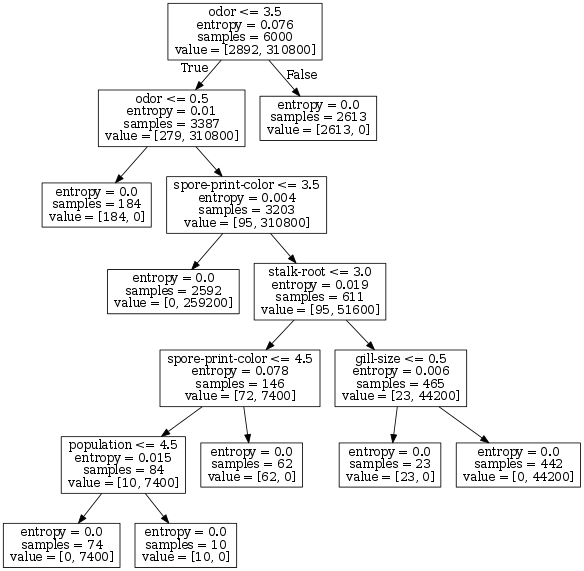 odor <= 3.5
entropy = 0.076
samples = 6000
value = [2892, 310800]
True
False
odor <= 0.5
entropy = 0.01
samples = 3387
value = [279, 310800]
entropy = 0.0
samples = 2613
value = [2613, 0]
entropy = 0.0
samples = 184
value = [184, 0]
spore-print-color <= 3.5
entropy = 0.004
samples = 3203
value = [95, 310800]
entropy = 0.0
samples = 2592
value = [0, 259200]
stalk-root <= 3.0
entropy = 0.019
samples = 611
value = [95, 51600]
spore-print-color <= 4.5
entropy = 0.078
samples = 146
value = [72, 7400]
gill-size <= 0.5
entropy = 0.006
samples = 465
value = [23, 44200]
population <= 4.5
entropy = 0.015
samples = 84
value = [10, 7400]
entropy = 0.0
samples = 62
value = [62, 0]
entropy = 0.0
samples = 23
value = [23, 0]
entropy = 0.0
samples = 442
value = [0, 44200]
entropy = 0.0
samples = 74
value = [0, 7400]
entropy = 0.0
samples = 10
value = [10, 0]